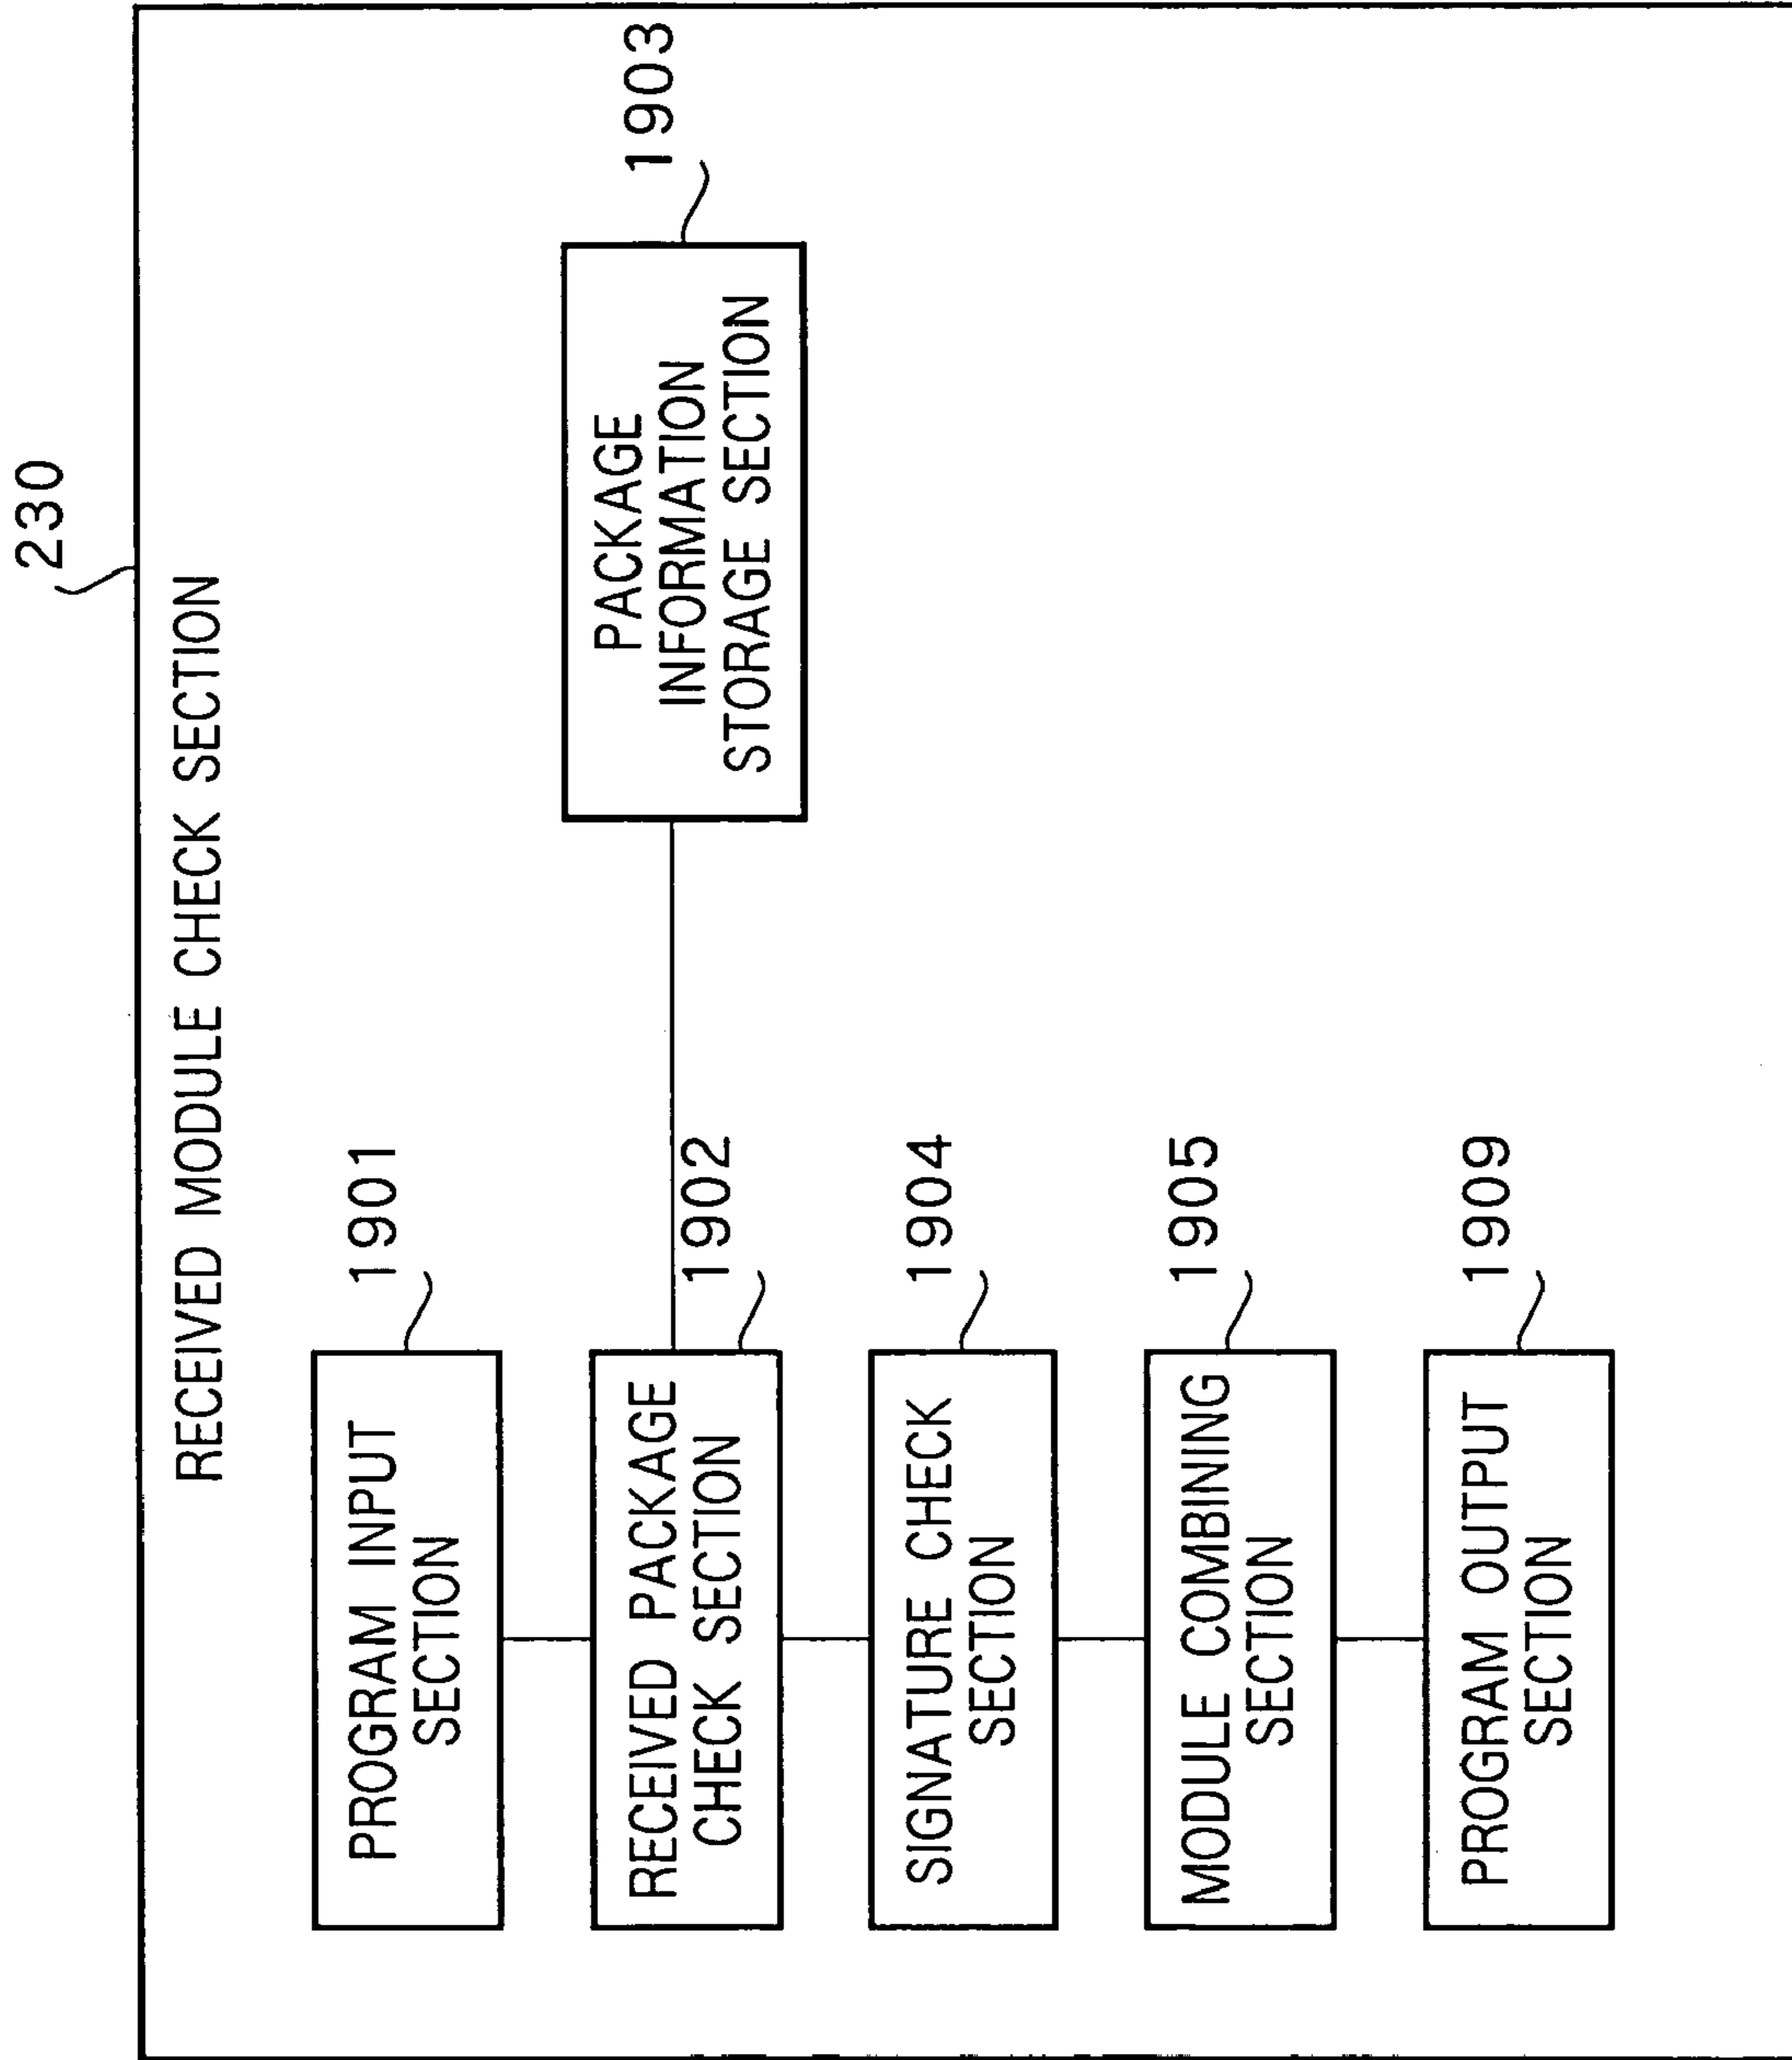 230
RECEIVED MODULE CHECK SECTION
1901
PROGRAM INPUT
SECTION
1902
RECEIVED PACKAGE
CHECK SECTION
1903
PACKAGE
INFORMATION
STORAGE SECTION
1904
SIGNATURE CHECK
SECTION
1905
MODULE COMBINING
SECTION
1909
PROGRAM OUTPUT
SECTION